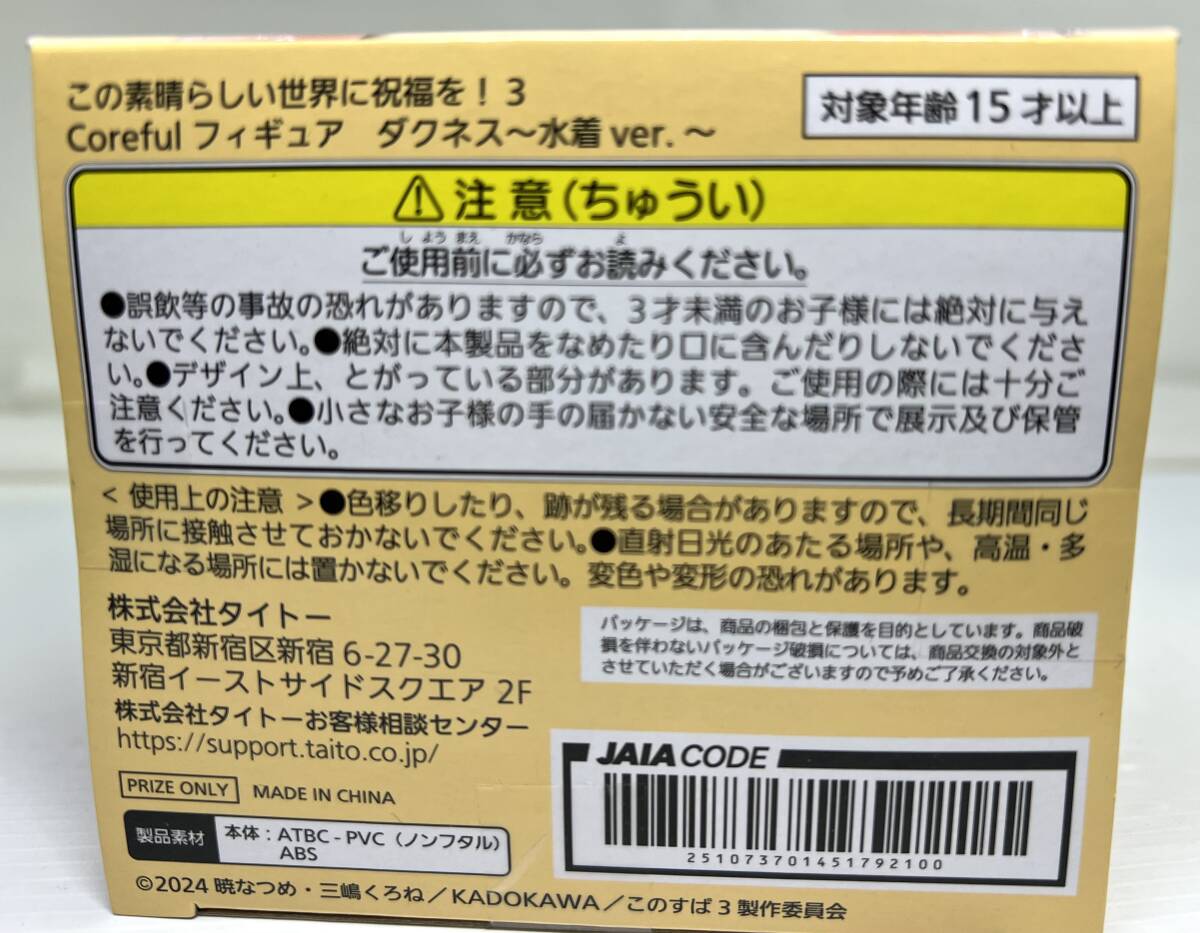 この素晴らしい世界に祝福を！3
Coreful フィギュア　ダクネス～水着 ver.～
対象年齢 15 才以上
⚠注意（ちゅうい）
ご使用前に必ずお読みください。
●誤飲等の事故の恐れがありますので、3才未満のお子様には絶対に与え
ないでください。●絶対に本製品をなめたり口に含んだりしないでくださ
い。●デザイン上、とがっている部分があります。ご使用の際には十分ご
注意ください。●小さなお子様の手の届かない安全な場所で展示及び保管
を行ってください。
< 使用上の注意 >●色移りしたり、跡が残る場合がありますので、長期間同じ
場所に接触させておかないでください。●直射日光のあたる場所や、高温・多
湿になる場所には置かないでください。変色や変形の恐れがあります。
株式会社タイトー
東京都新宿区新宿 6-27-30
新宿イーストサイドスクエア 2F
株式会社タイトーお客様相談センター
https://support.taito.co.jp/
パッケージは、商品の梱包と保護を目的としています。商品破
損を伴わないパッケージ破損については、商品交換の対象外と
させていただく場合がございますので予めご了承ください。
PRIZE ONLY MADE IN CHINA
製品素材 本体：ATBC-PVC（ノンフタル）
ABS
JAIA CODE
2510737014517921​00
©2024 暁なつめ・三嶋くろね／KADOKAWA／このすば3製作委員会